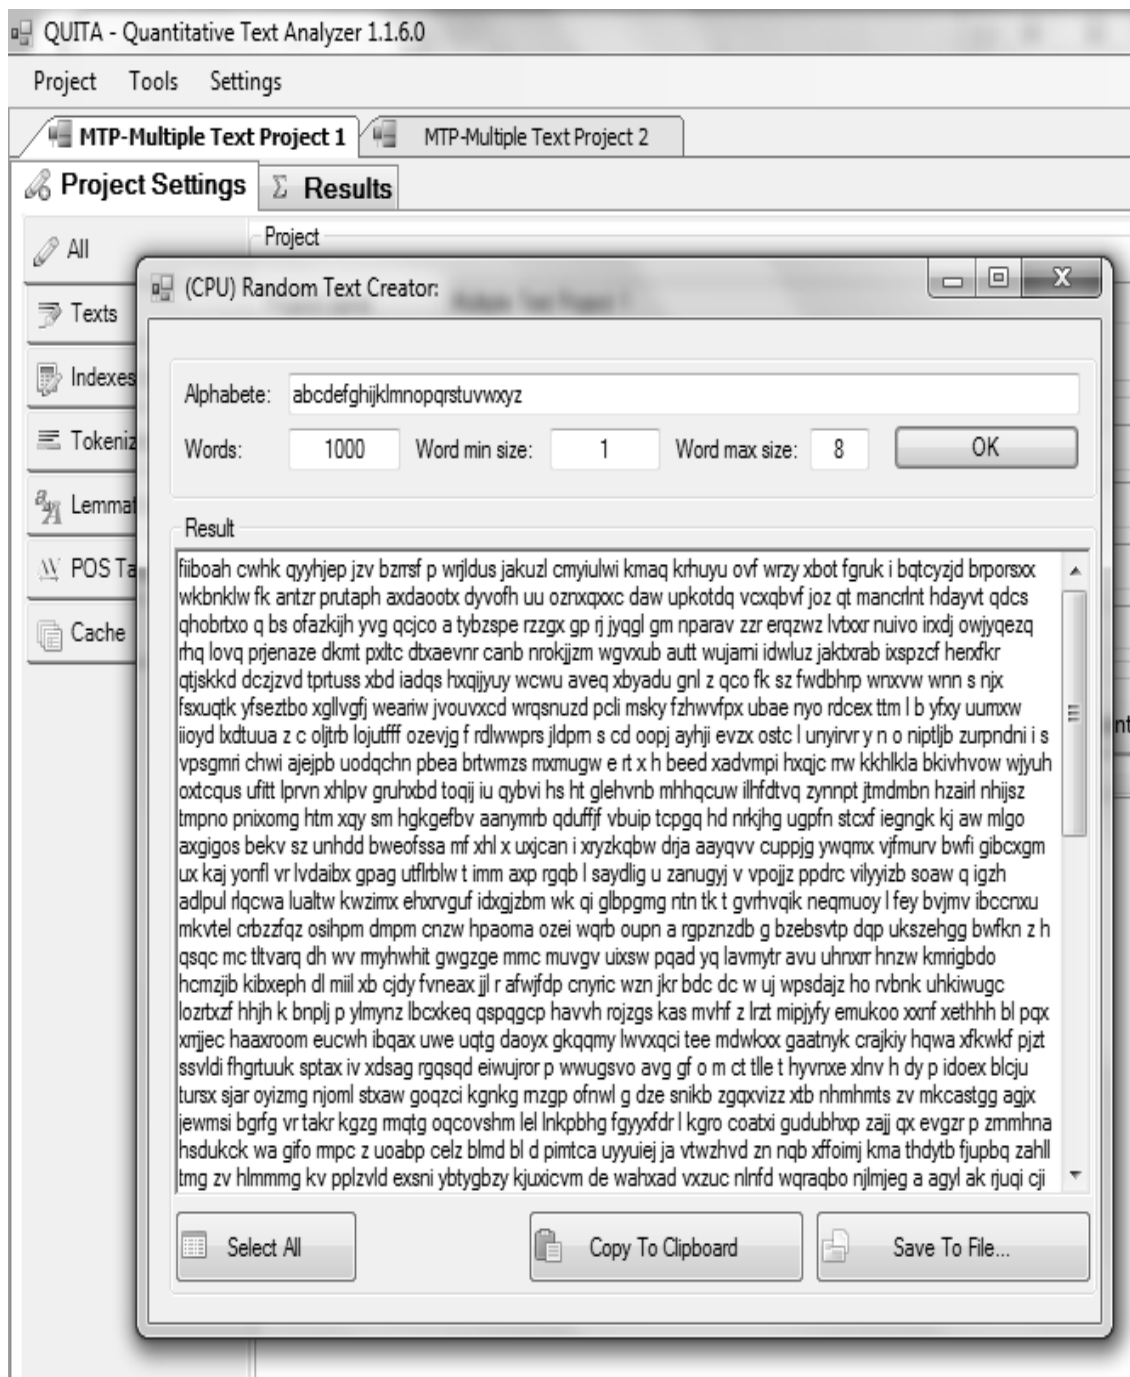 QUITA - Quantitative Text Analyzer 1.1.6.0
Project Tools Settings
MTP-Multiple Text Project 1 MTP-Multiple Text Project 2
Project Settings Σ Results
All
Project
(CPU) Random Text Creator:
Texts
Indexes
Alphabete: abcdefghijklmnopqrstuvwxyz
Words: 1000 Word min size: 1 Word max size: 8 OK
Tokeniz
Lemmat
Result
POS Ta
Cache
fiiboah cwhk qyyhjep jzv bzrrsf p wrjldus jakuzl cmyiulwi kmaq krhuyu ovf wrzy xbot fgruk i bqtcyzjd brporsxx
wkbnklw fk antzr prutaph axdaootx dyvofh uu oznxqxxc daw upkotdq vcxqbvf joz qt mancrlnt hdayvt qdcs
qhobrtxo q bs ofazkijh yvg qcjco a tybzspe rzzgx gp rj jyqgl gm nparav zzr erqzwz lvtxxr nuivo irxdj owjyqezq
rhq lovq prjenaze dkmt pxltc dtxaevnr canb nrokjjzm wgvxub autt wujami idwluz jaktxrab ixspzcf henxfkr
qtjskkd dczjzvd tprtuss xbd iadqs hxqijyuy wcwu aveq xbyadu gnl z qco fk sz fwdbhrp wnxvw wnn s njx
fsxuqtk yfseztbo xgllvgfj weariw jvouvxcd wrqsnuzd pcli msky fzhwvfpx ubae nyo rdcex ttm l b yfxy uumxw
iioyd lxdtuua z c oljtrb lojutfff ozevjg f rdlwwprs jldpm s cd oopj ayhji evzx ostc l unyirvr y n o niptljb zurpndni i s
vpsgmri chwi ajejpb uodqchn pbea brtwmzs mxmugw e rt x h beed xadvmpi hxqjc rrw kkhlkla bkivhvow wjyuh
oxtcqus ufitt lprvn xhlpv gruhxbd toqij iu qybvi hs ht glehvnb mhhqcuw ilhfdtvq zynnpt jtmdmbn hzairl nhijsz
tmpno pnixomg htm xqy sm hgkgefbv aanymrb qduffjf vbuip tcpgq hd nrkjhg ugpfn stcxf iegngk kj aw mlgo
axgigos bekv sz unhdd bweofssa mf xhl x uxjcan i xryzkqbw drja aayqvv cuppjg ywqmx vjfmurv bwfi gibcxgm
ux kaj yonfl vr lvdaibx gpag utflrblw t imm axp rgqb l saydlig u zanugyj v vpojjz ppdrc vilyyizb soaw q igzh
adlpul rlqcwa lualtw kwzimx ehxrvguf idxgjzbm wk qi glbpgmg ntn tk t gvrhvqik neqmuoy l fey bvjmv ibccnxu
mkvtel crbzzfqz osihpm dmpm cnzw hpaoma ozei wqrb oupn a rgpznzdb g bzebsvtp dqp ukszehgg bwfkn z h
qsqc mc tltvarq dh wv rmyhwhit gwgzge mmc muvgv uixsw pqad yq lavmytr avu uhnxrr hnzw kmrigbdo
hcmzjib kibxeph dl miil xb cjdy fvneax jjl r afwjfdp cnyric wzn jkr bdc dc w uj wpsdajz ho rvbnk uhkiwugc
lozrtxzf hhjh k bnplj p ylmynz lbcxkeq qspqgcp havvh rojzgs kas mvhf z lrzt mipjyfy emukoo xxrnf xethhh bl pqx
xrrjjec haaxroom eucwh ibqax uwe uqtg daoyx gkqqmy lwvxqci tee mdwkxx gaatnyk crajkiy hqwa xfkwkf pjzt
ssvldi fhgrtuuk sptax iv xdsag rgqsqd eiwujror p wwugsvo avg gf o m ct tlle t hyvnxe xlnv h dy p idoex blcju
tursx sjar oyizmg njoml stxaw goqzci kgnkg rnzgp ofnwl g dze snikb zgqxvizz xtb nhmhmts zv mkcastgg agjx
jewmsi bgrfg vr takr kgzg rmqtg oqcovshm lel lnkpbhg fgyyxfdr l kgro coatxi gudubhxp zajj qx evgzr p zmmhna
hsdukck wa gifo rmpc z uoabp celz blmd bl d pimtca uyyuiej ja vtwzhvd zn nqb xffoimj kma thdytb fjupbq zahll
tmg zv hlmmmg kv pplzvld exsni ybtygbzy kjuxicvm de wahxad vxzuc nlnfd wqraqbo njlmjeg a agyl ak rjuqi cji
Select All Copy To Clipboard Save To File...